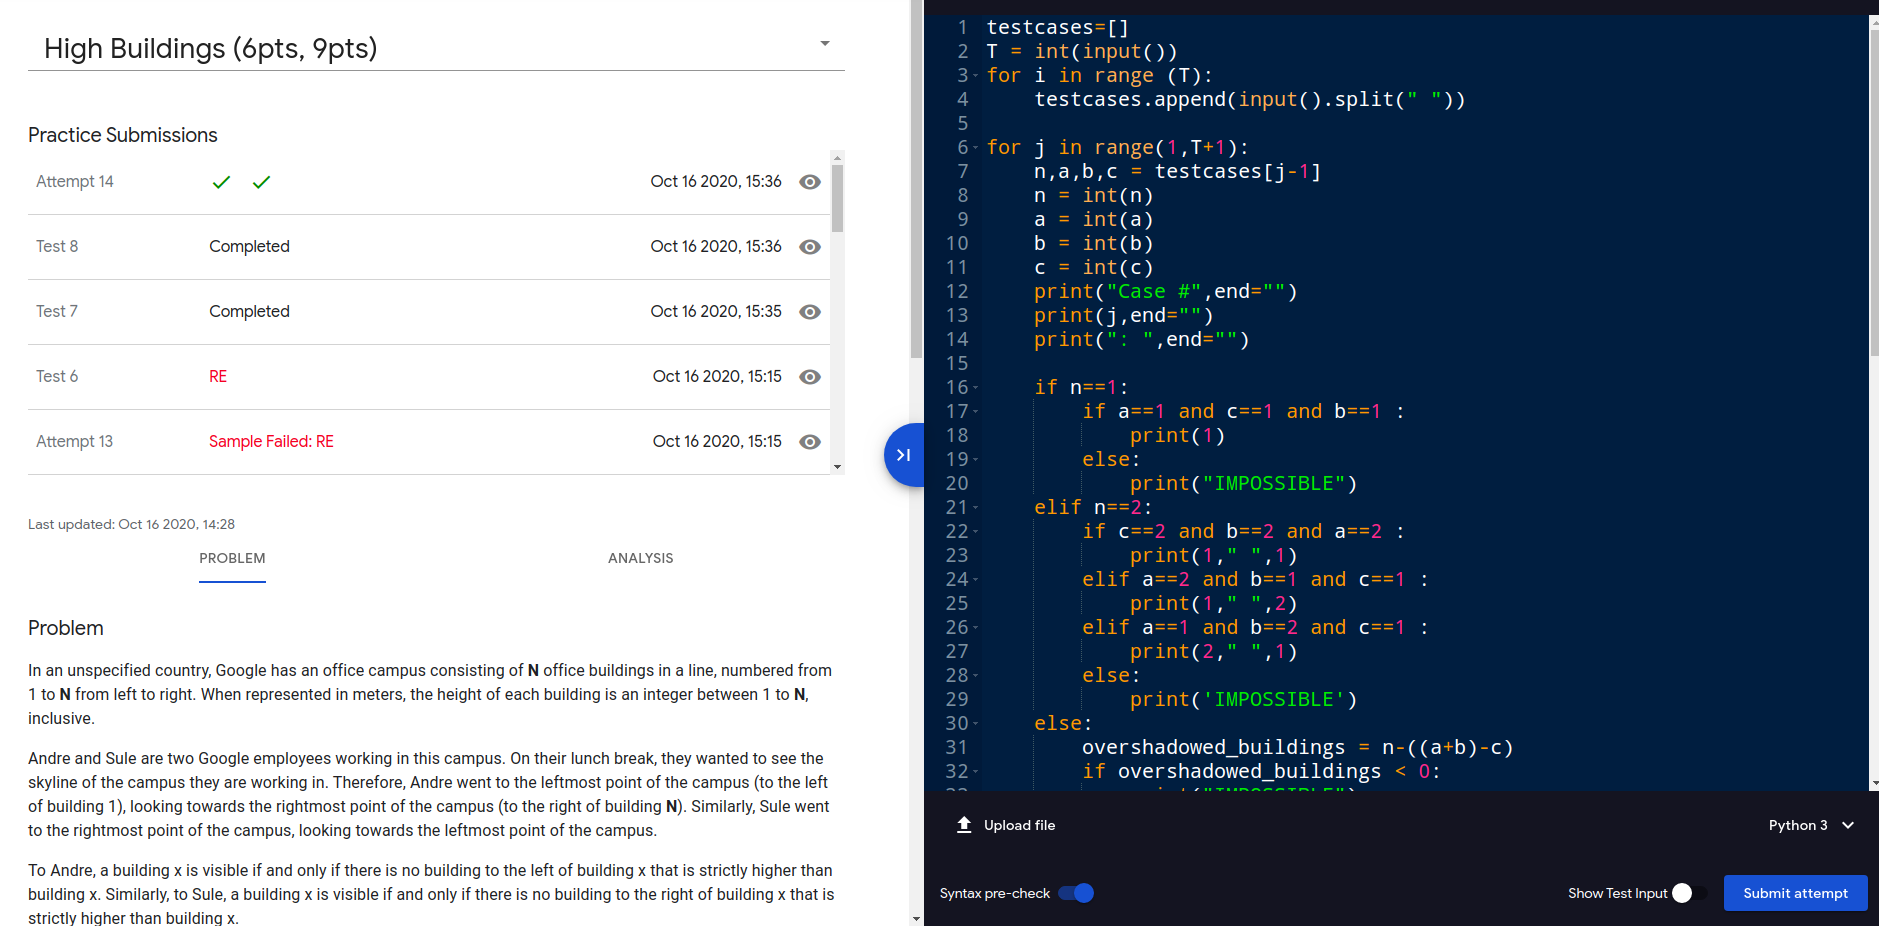 High Buildings (6pts, 9pts)
Practice Submissions
Attempt 14 Oct 16 2020, 15:36
Test 8 Completed Oct 16 2020, 15:36
Test 7 Completed Oct 16 2020, 15:35
Test 6 RE Oct 16 2020, 15:15
Attempt 13 Sample Failed: RE Oct 16 2020, 15:15
Last updated: Oct 16 2020, 14:28
PROBLEM ANALYSIS
Problem
In an unspecified country, Google has an office campus consisting of N office buildings in a line, numbered from
1 to N from left to right. When represented in meters, the height of each building is an integer between 1 to N,
inclusive.
Andre and Sule are two Google employees working in this campus. On their lunch break, they wanted to see the
skyline of the campus they are working in. Therefore, Andre went to the leftmost point of the campus (to the left
of building 1), looking towards the rightmost point of the campus (to the right of building N). Similarly, Sule went
to the rightmost point of the campus, looking towards the leftmost point of the campus.
To Andre, a building x is visible if and only if there is no building to the left of building x that is strictly higher than
building x. Similarly, to Sule, a building x is visible if and only if there is no building to the right of building x that is
strictly higher than building x.
1 testcases=[]
2 T = int(input())
3 for i in range (T):
4     testcases.append(input().split(" "))
5
6 for j in range(1,T+1):
7     n,a,b,c = testcases[j-1]
8     n = int(n)
9     a = int(a)
10     b = int(b)
11     c = int(c)
12     print("Case #",end="")
13     print(j,end="")
14     print(": ",end="")
15
16     if n==1:
17         if a==1 and c==1 and b==1 :
18             print(1)
19         else:
20             print("IMPOSSIBLE")
21     elif n==2:
22         if c==2 and b==2 and a==2 :
23             print(1," ",1)
24         elif a==2 and b==1 and c==1 :
25             print(1," ",2)
26         elif a==1 and b==2 and c==1 :
27             print(2," ",1)
28         else:
29             print('IMPOSSIBLE')
30     else:
31         overshadowed_buildings = n-((a+b)-c)
32         if overshadowed_buildings < 0:
Upload file
Python 3
Syntax pre-check
Show Test Input
Submit attempt